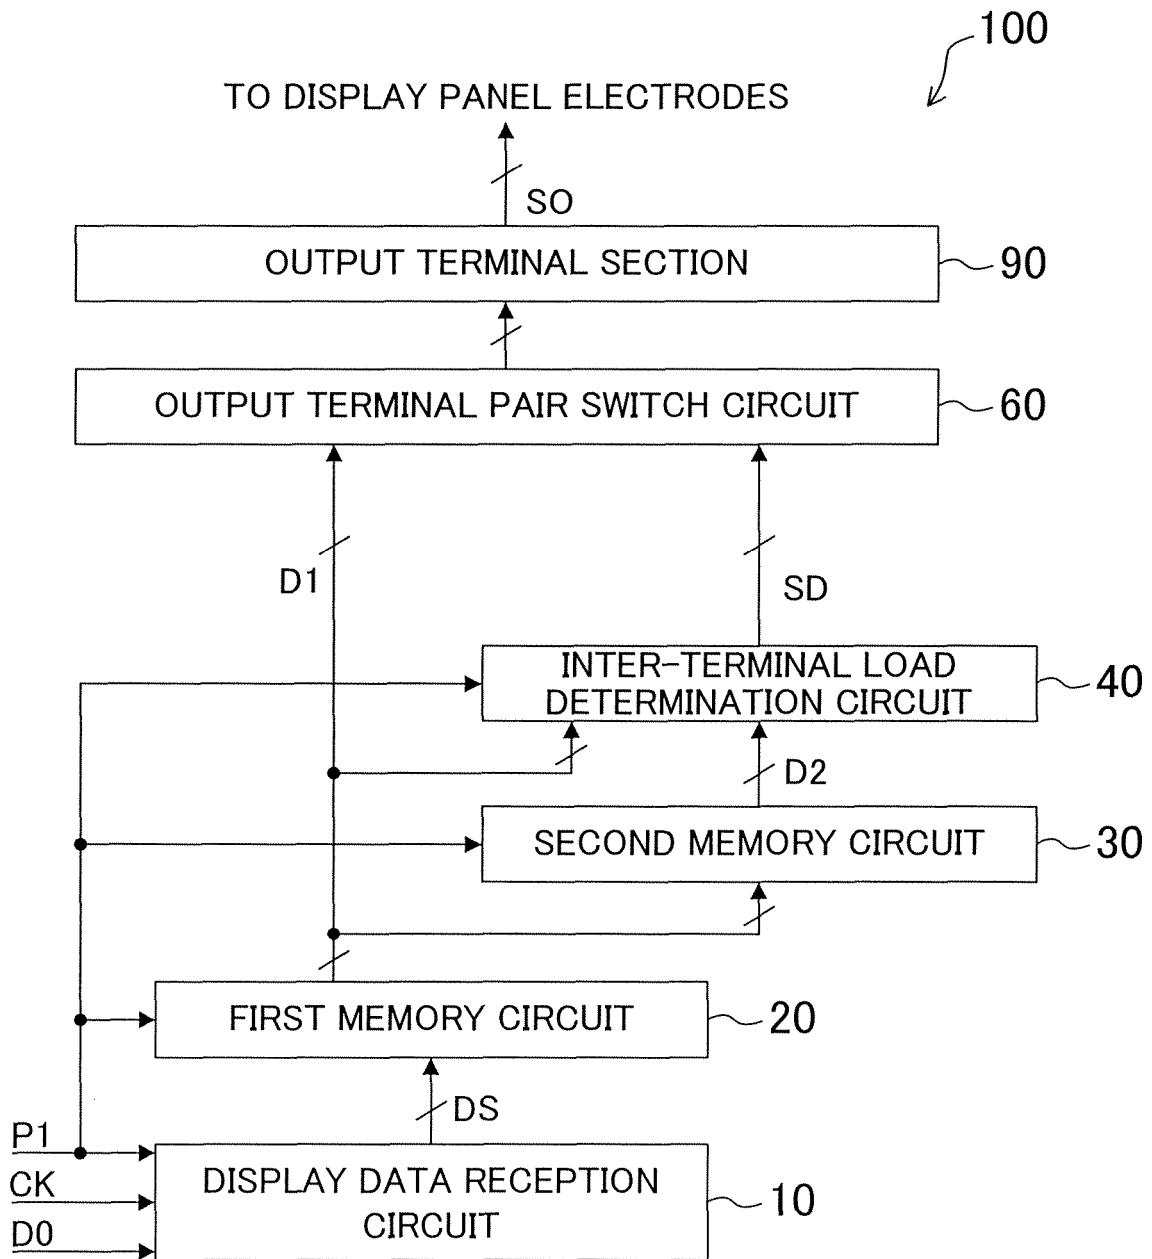 100
TO DISPLAY PANEL ELECTRODES
SO
OUTPUT TERMINAL SECTION
90
OUTPUT TERMINAL PAIR SWITCH CIRCUIT
60
D1
SD
INTER-TERMINAL LOAD
DETERMINATION CIRCUIT
40
D2
SECOND MEMORY CIRCUIT
30
FIRST MEMORY CIRCUIT
20
DS
P1
CK
D0
DISPLAY DATA RECEPTION
CIRCUIT
10